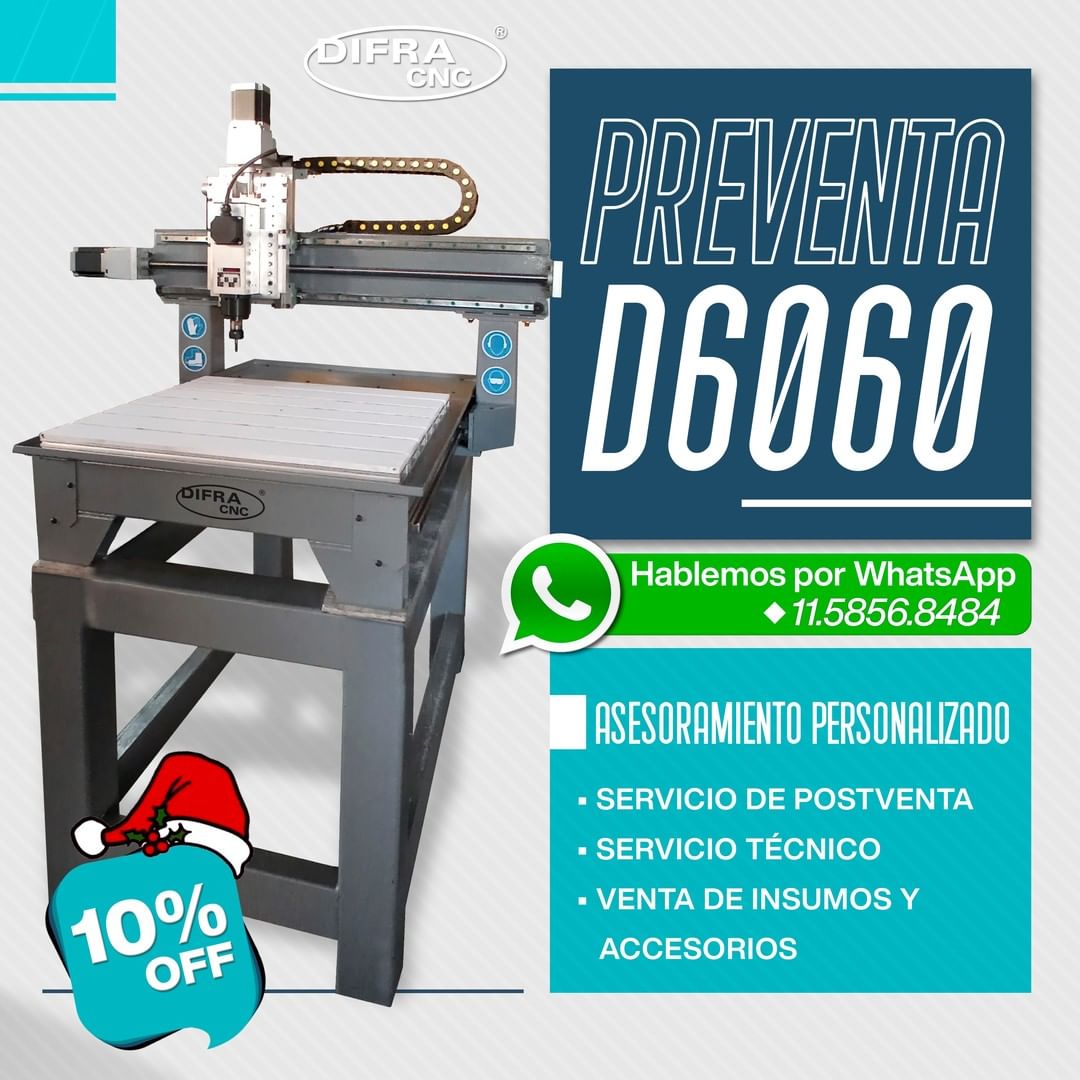 DIFRA®
CNC
PREVENTA
D6060
DIFRA®
CNC
Hablemos por WhatsApp
◆ 11.5856.8484
ASESORAMIENTO PERSONALIZADO
▪ SERVICIO DE POSTVENTA
▪ SERVICIO TÉCNICO
▪ VENTA DE INSUMOS Y
ACCESORIOS
10%
OFF